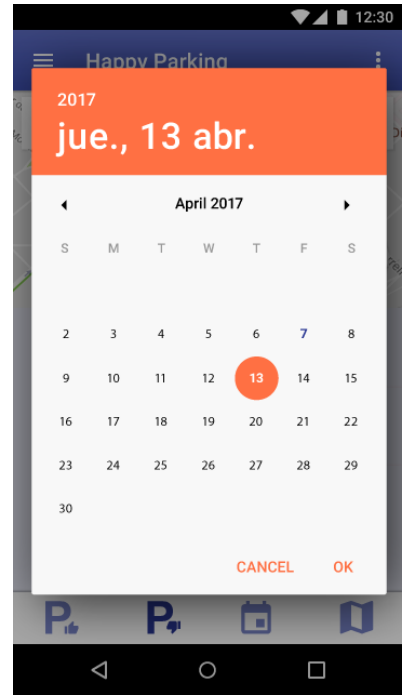 12:30
Happy Parking
2017
jue., 13 abr.
April 2017
S M T W T F S
2 3 4 5 6 7 8
9 10 11 12 13 14 15
16 17 18 19 20 21 22
23 24 25 26 27 28 29
30
CANCEL OK
P P